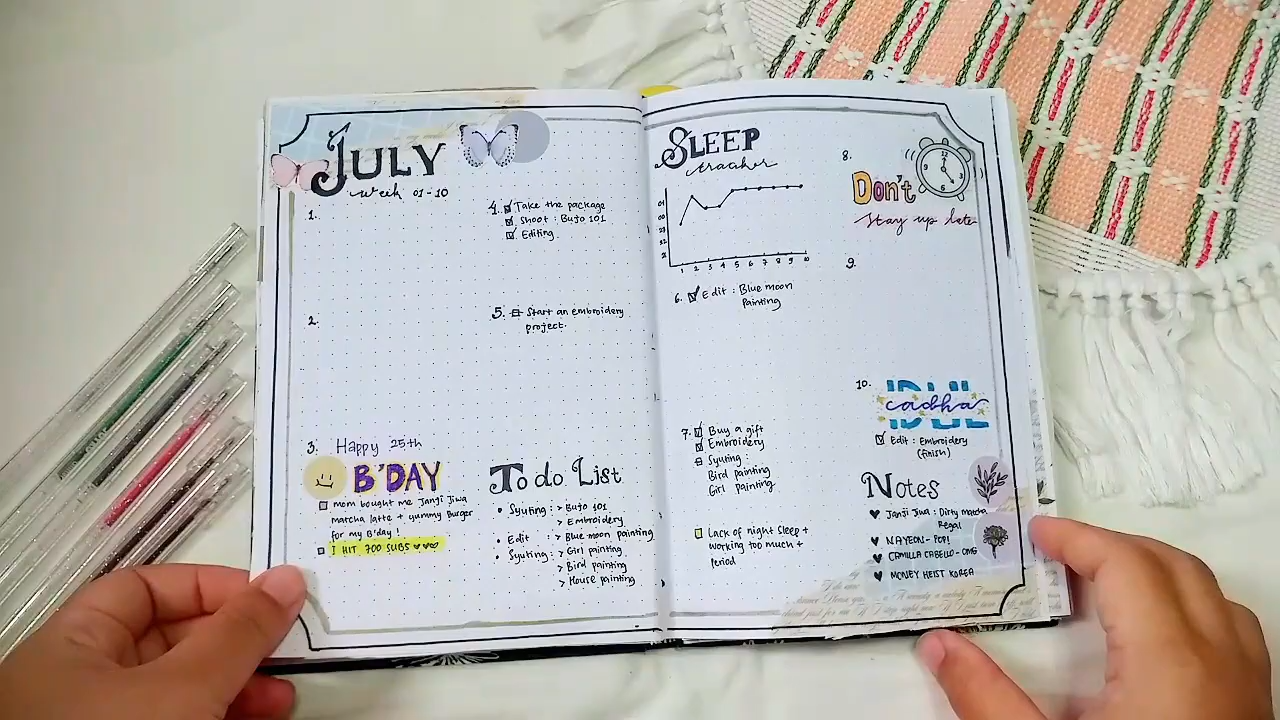 JULY
week 01-10
1.
2.
3. Happy 25th
B'DAY
mom bought me Janji Jiwa
matcha latte + yummy Burger
for my B'day !
I HIT 700 SUBS ♥♥♥
4. Take the package
Shoot : Bujo 101
Editing
5. Start an embroidery
project.
To do List
• Syuting : > Bujo 101
> Embroidery
• Edit : > Blue moon painting
• Syuting : > Girl painting
> Bird painting
> House painting
SLEEP
tracker
1 2 3 4 5 6 7 8 9 10
6. Edit : Blue moon
Painting
7. Buy a gift
Embroidery
Syuting :
Bird painting
Girl painting
Lack of night sleep +
working too much +
Period
8.
Don't
stay up late
9.
10. IDUL
adha
Edit : Embroidery
(finish)
Notes
♥ Janji Jiwa : Dirty matcha
Regal
♥ NAYEON - POP!
♥ CAMILLA CABELLO - OMG
♥ MONEY HEIST KOREA